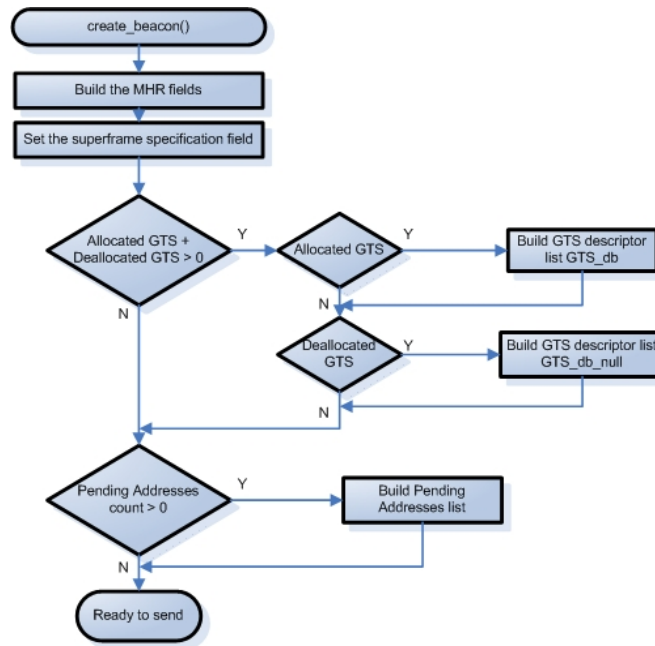 create_beacon()
Build the MHR fields
Set the superframe specification field
Allocated GTS +
Deallocated GTS > 0
Y
Allocated GTS
Y
Build GTS descriptor
list GTS_db
N
N
Deallocated
GTS
Y
Build GTS descriptor list
GTS_db_null
N
Pending Addresses
count > 0
Y
Build Pending
Addresses list
N
Ready to send